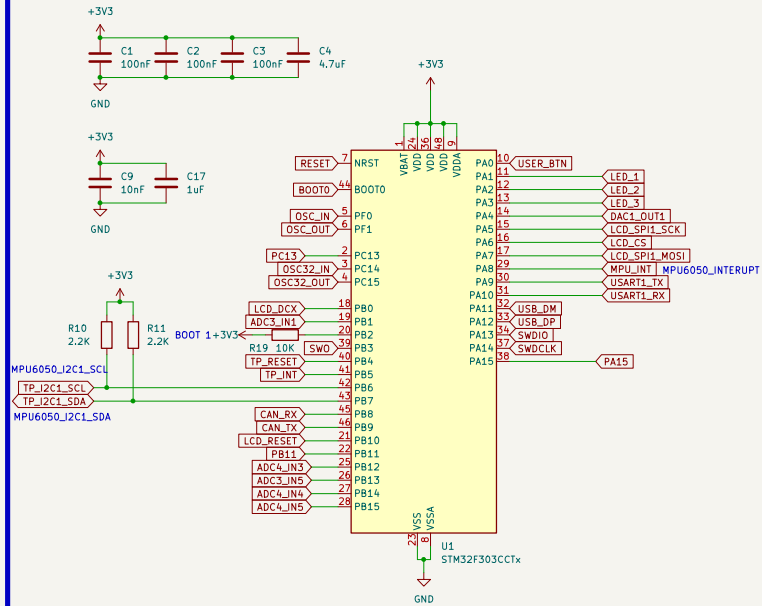 +3V3
C1
100nF
C2
100nF
C3
100nF
C4
4.7uF
GND
+3V3
C9
10nF
C17
1uF
GND
+3V3
R10
2.2K
R11
2.2K
MPU6050_I2C1_SCL
TP_I2C1_SCL
TP_I2C1_SDA
MPU6050_I2C1_SDA
BOOT 1
+3V3
R19 10K
+3V3
1 VBAT
24 VDD
36 VDD
48 VDD
9 VDDA
RESET 7 NRST
BOOT0 44 BOOT0
OSC_IN 5 PF0
OSC_OUT 6 PF1
PC13 2 PC13
OSC32_IN 3 PC14
OSC32_OUT 4 PC15
LCD_DCX 18 PB0
ADC3_IN1 19 PB1
20 PB2
SWO 39 PB3
TP_RESET 40 PB4
TP_INT 41 PB5
42 PB6
43 PB7
CAN_RX 45 PB8
CAN_TX 46 PB9
LCD_RESET 21 PB10
PB11 22 PB11
ADC4_IN3 25 PB12
ADC3_IN5 26 PB13
ADC4_IN4 27 PB14
ADC4_IN5 28 PB15
PA0 10 USER_BTN
PA1 11 LED_1
PA2 12 LED_2
PA3 13 LED_3
PA4 14 DAC1_OUT1
PA5 15 LCD_SPI1_SCK
PA6 16 LCD_CS
PA7 17 LCD_SPI1_MOSI
PA8 29 MPU_INT MPU6050_INTERUPT
PA9 30 USART1_TX
PA10 31 USART1_RX
PA11 32 USB_DM
PA12 33 USB_DP
PA13 34 SWDIO
PA14 37 SWDCLK
PA15 38 PA15
VSS 23
VSSA 8
U1
STM32F303CCTx
GND